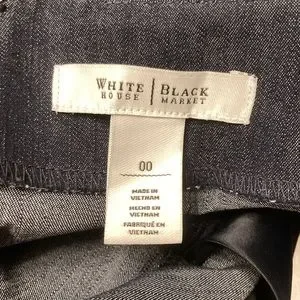 WHITE | BLACK
HOUSE | MARKET
00
MADE IN
VIETNAM
HECHO EN
VIETNAM
FABRIQUÉ EN
VIETNAM